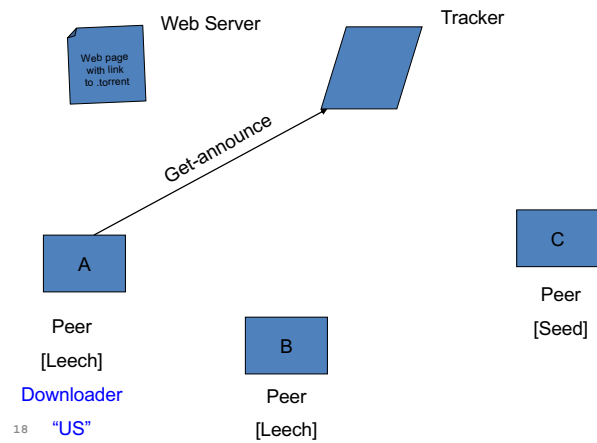 Web Server
Tracker
Web page
with link
to .torrent
Get-announce
A
C
Peer
[Seed]
Peer
[Leech]
Downloader
“US”
B
Peer
[Leech]
18